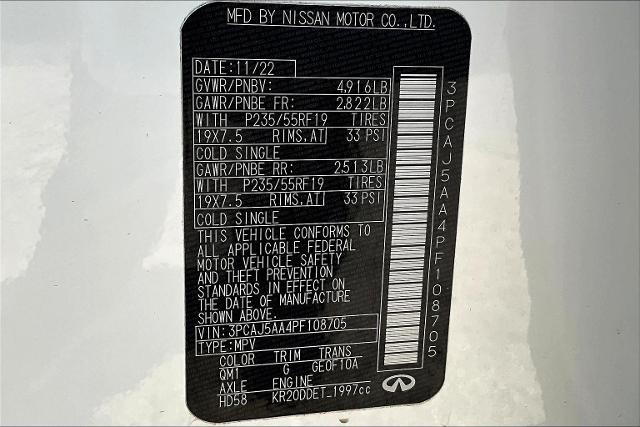 MFD BY NISSAN MOTOR CO.,LTD.
DATE:11/22
GVWR/PNBV: 4,916LB
GAWR/PNBE FR: 2,822LB
WITH P235/55RF19 TIRES
19X7.5 RIMS,AT 33 PSI
COLD SINGLE
GAWR/PNBE RR: 2,513LB
WITH P235/55RF19 TIRES
19X7.5 RIMS,AT 33 PSI
COLD SINGLE
THIS VEHICLE CONFORMS TO
ALL APPLICABLE FEDERAL
MOTOR VEHICLE SAFETY
AND THEFT PREVENTION
STANDARDS IN EFFECT ON
THE DATE OF MANUFACTURE
SHOWN ABOVE.
VIN:3PCAJ5AA4PF108705
TYPE:MPV
COLOR TRIM TRANS
QM1 G GE0F10A
AXLE ENGINE
HD58 KR20DDET 1997cc
3PCAJ5AA4PF108705